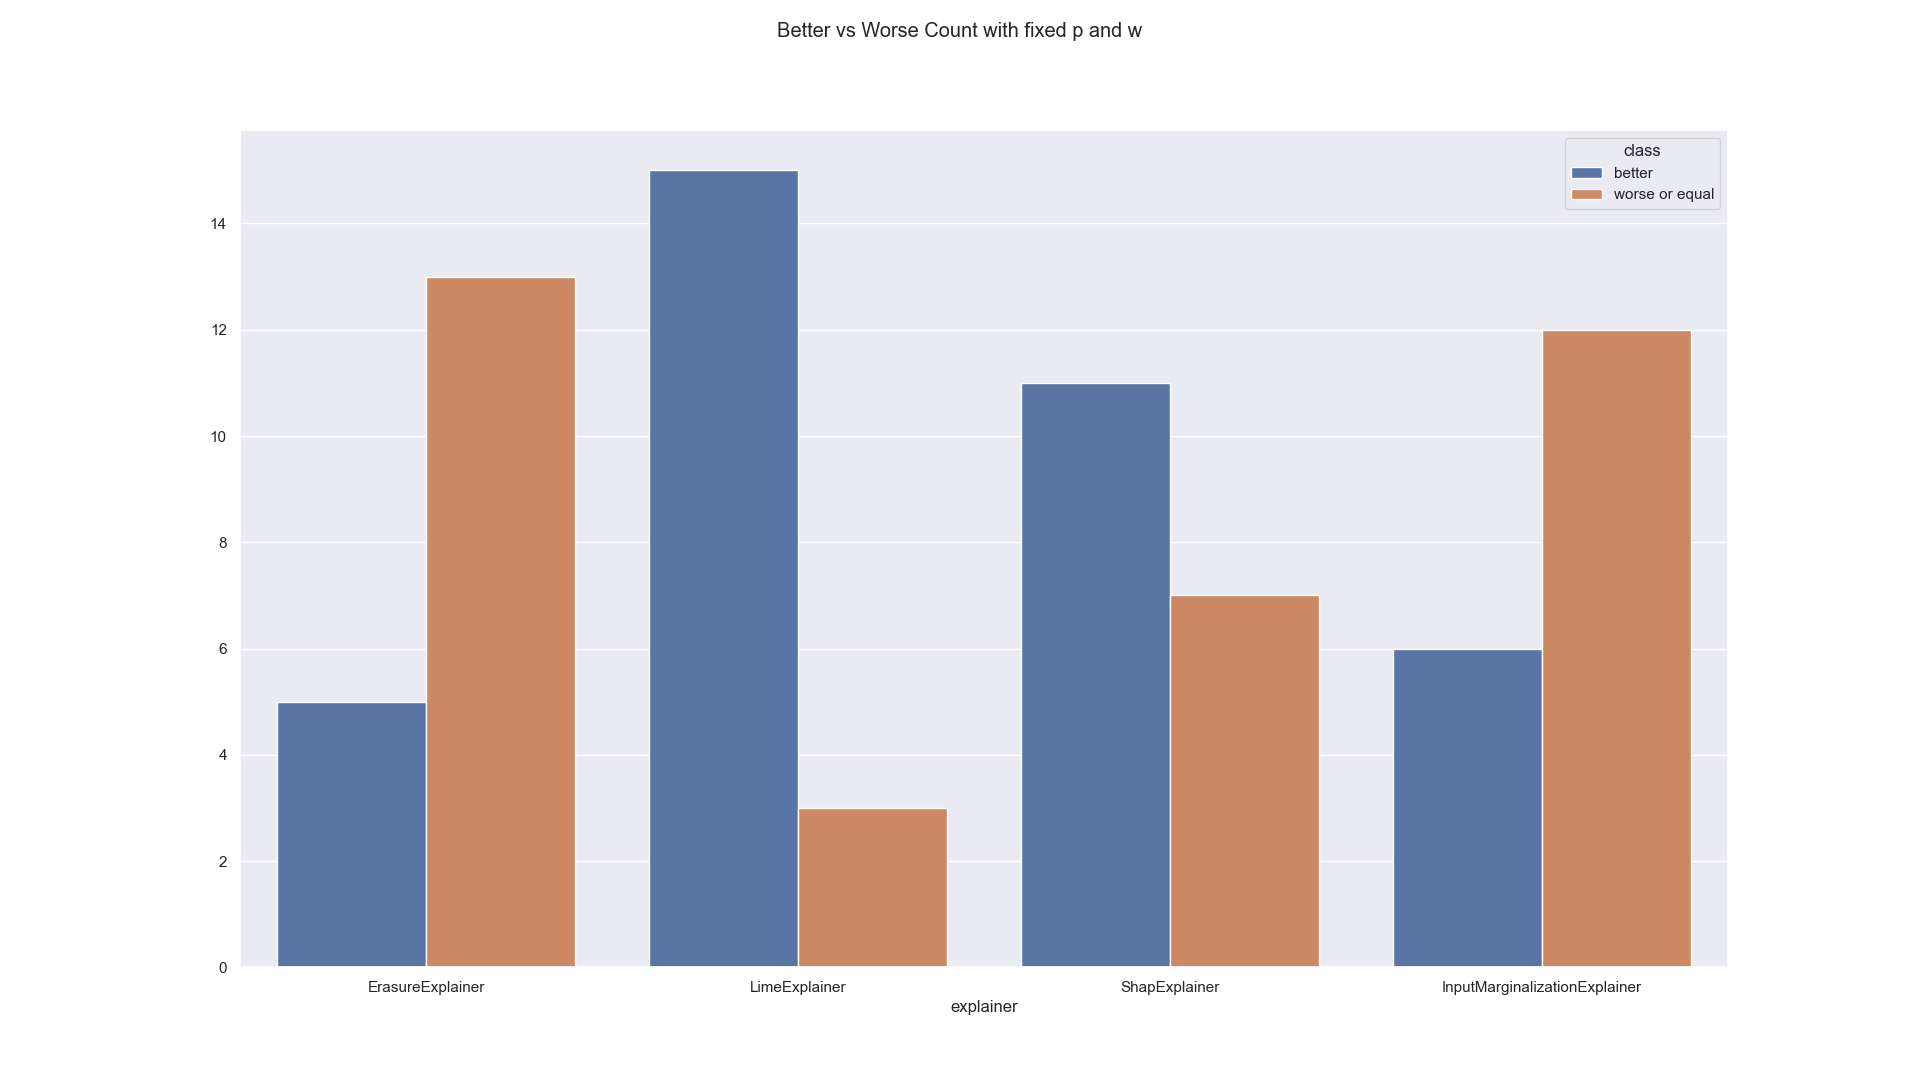 Better vs Worse Count with fixed p and w
class
better
worse or equal
14
12
10
8
6
4
2
0
ErasureExplainer LimeExplainer ShapExplainer InputMarginalizationExplainer
explainer